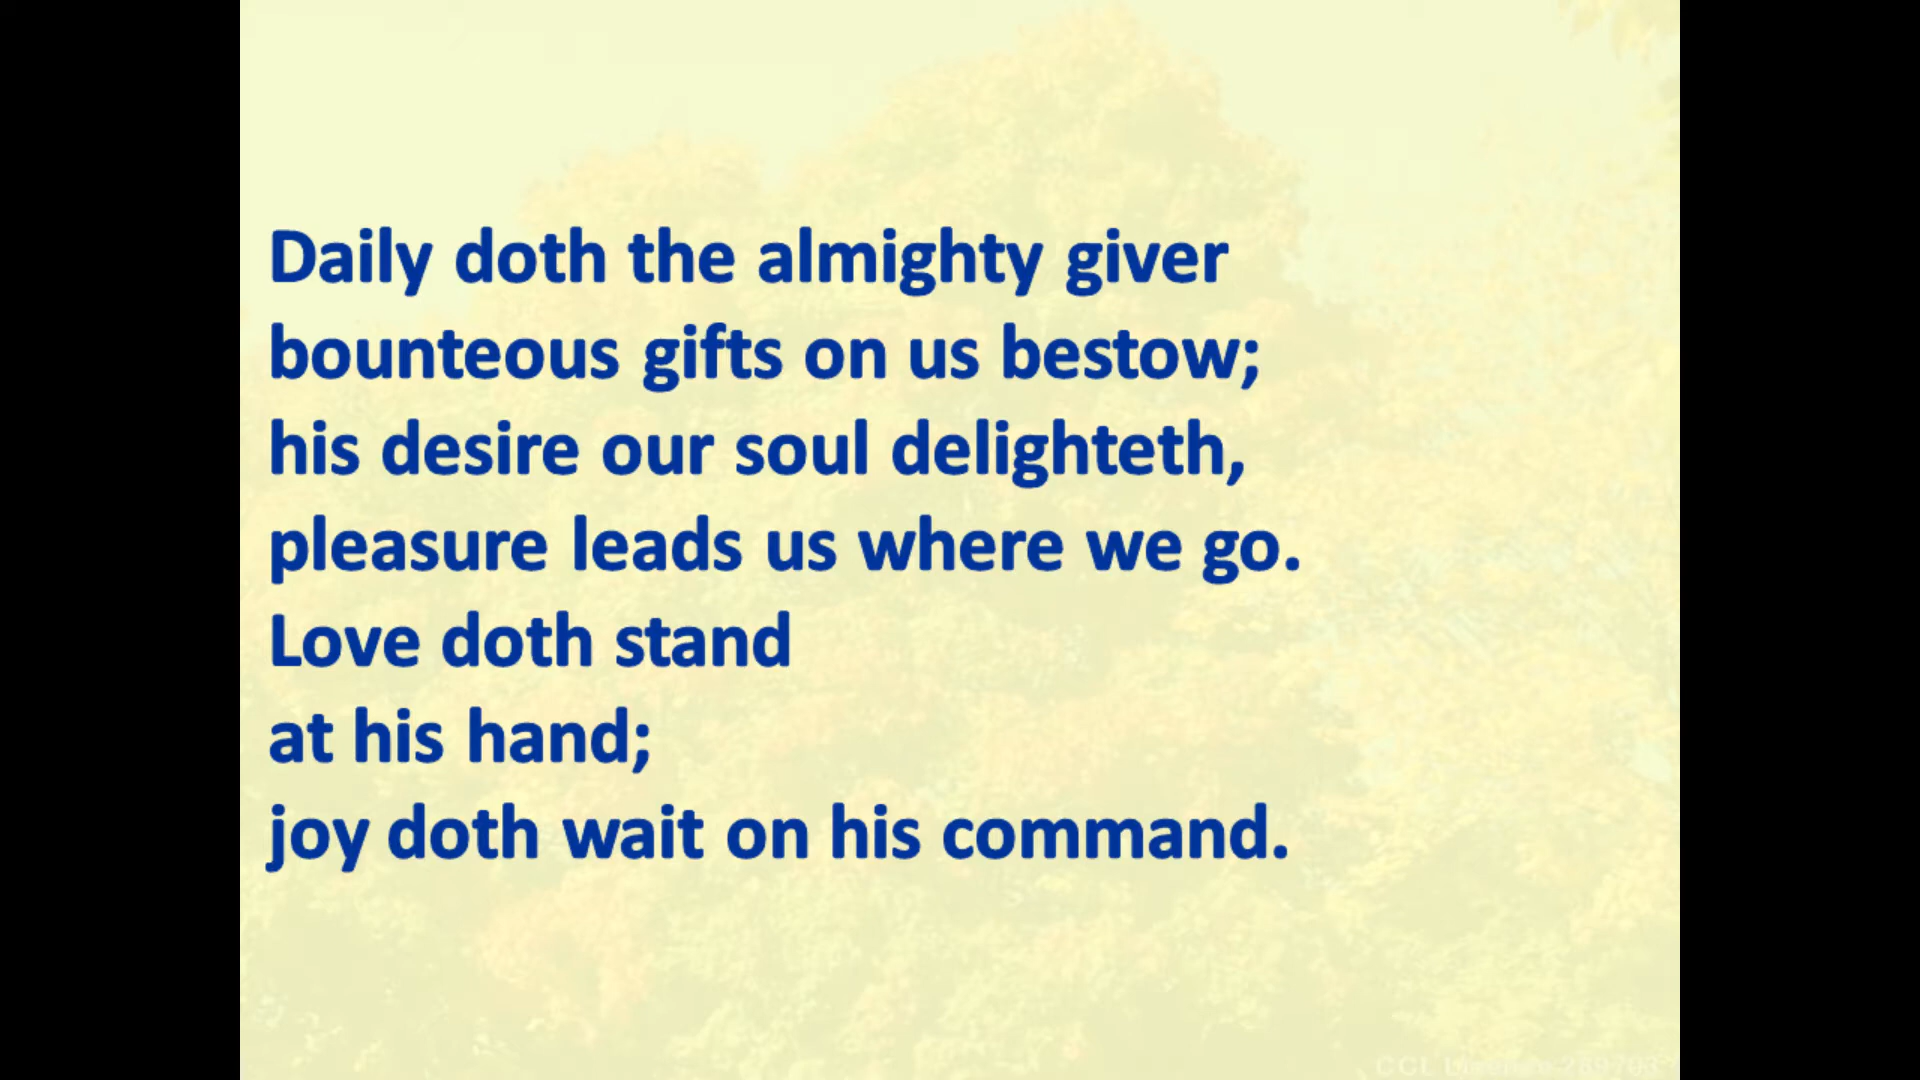 Daily doth the almighty giver
bounteous gifts on us bestow;
his desire our soul delighteth,
pleasure leads us where we go.
Love doth stand
at his hand;
joy doth wait on his command.
CCL